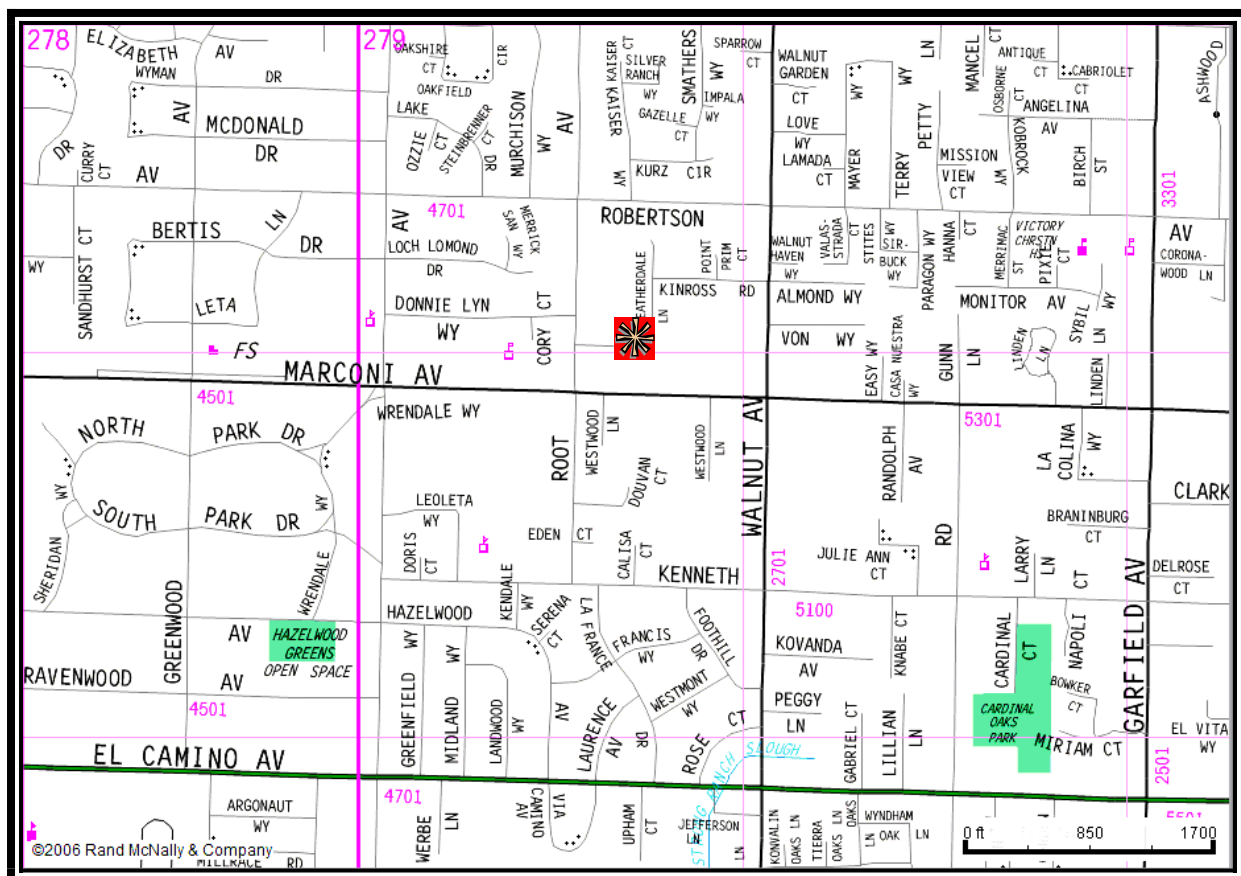 278
279
ELIZABETH
AV
WYMAN
DR
OAKSHIRE
CT
CIR
OAKFIELD
LAKE
OZZIE
CT
STEINBRENNER
CT
DR
MURCHISON
WY
AV
KAISER
KAISER
WY
CT
SILVER
RANCH
WY
SMATHERS
WY
SPARROW
CT
IMPALA
WY
GAZELLE
CT
KURZ CIR
WALNUT
GARDEN
CT
LOVE
WY
LAMADA
CT
MAYER
WY
TERRY
WY
PETTY
LN
MANCEL
CT
OSBORNE
CT
ANTIQUE
CT
CABRIOLET
CT
ANGELINA
AV
KOBROCK
WY
MISSION
VIEW
CT
BIRCH
ST
ASHWOOD
3301
AV
MCDONALD
DR
DR
CURRY
CT
AV
BERTIS
LN
DR
SANDHURST CT
WY
LETA
FS
AV
4701
LOCH LOMOND
DR
MERRICK
SAN WY
DONNIE LYN
WY
CORY
CT
ROBERTSON
EATHERDALE
LN
POINT
PRIM
CT
KINROSS RD
WALNUT
HAVEN
WY
VALAS-
STRADA
CT
STITES
WY
SIR-
BUCK
WY
PARAGON WY
HANNA
CT
MERRIMAC
ST
VICTORY
CHRSTN
HS
PIXIE
CT
AV
CORONA-
WOOD LN
ALMOND WY
MONITOR AV
VON WY
EASY WY
CASA NUESTRA
WY
GUNN
LN
LINDEN
LN
SYBIL
WY
LINDEN LN
MARCONI AV
4501
5301
WRENDALE WY
NORTH PARK DR
WY
SOUTH PARK DR
WY
SHERIDAN
WRENDALE
ROOT
WESTWOOD
LN
WESTWOOD
LN
DOUVAN
CT
WALNUT AV
RANDOLPH
AV
LA
COLINA
WY
CLARK
LEOLETA
WY
DORIS
CT
EDEN CT
CALISA
CT
KENNETH
2701
JULIE ANN
CT
RD
BRANINBURG
CT
LARRY
LN
CT
DELROSE
CT
GREENWOOD
AV
HAZELWOOD
GREENS
OPEN SPACE
HAZELWOOD
KENDALE
WY
SERENA
CT
LA FRANCE
FRANCIS
WY
FOOTHILL
DR
5100
KOVANDA
AV
KNABE CT
CARDINAL
CT
NAPOLI
GARFIELD AV
RAVENWOOD
AV
4501
GREENFIELD
WY
MIDLAND
WY
LANDWOOD
WY
AV
LAURENCE
AV
DR
WESTMONT
WY
ROSE
CT
PEGGY
LN
GABRIEL CT
LILLIAN
LN
CARDINAL
OAKS
PARK
BOWKER
CT
MIRIAM CT
EL VITA
WY
2501
EL CAMINO AV
STRONG RANCH SLOUGH
ARGONAUT
WY
MILLRACE RD
4701
WERBE
LN
VIA
CAMINO
AV
UPHAM
CT
JEFFERSON
LN
LN
KONVALIN
OAKS LN
TIERRA
OAKS LN
OAKS
WYNDHAM
LN OAK LN
5501
0 ft 850 1700
©2006 Rand McNally & Company